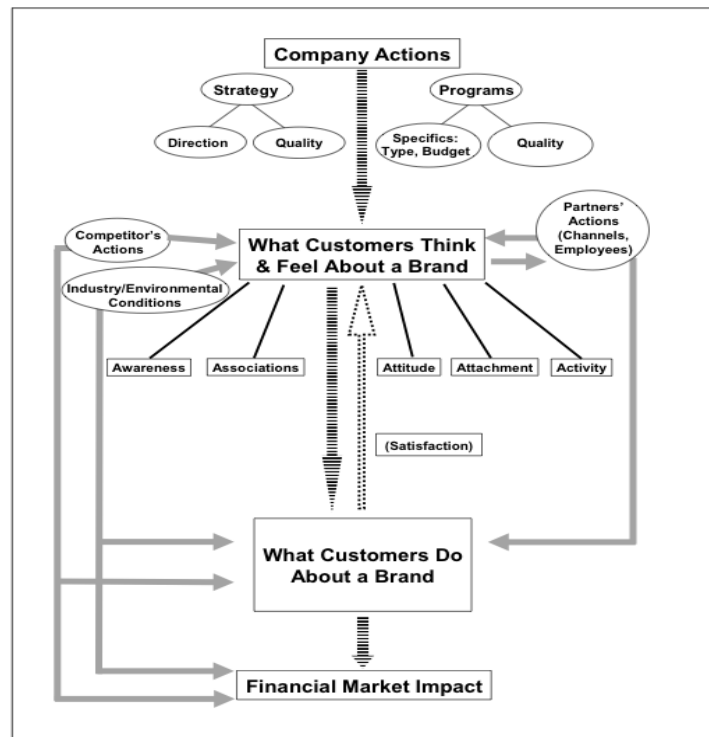 Company Actions
Strategy
Programs
Direction
Quality
Specifics:
Type, Budget
Quality
Competitor's
Actions
What Customers Think
& Feel About a Brand
Partners'
Actions
(Channels,
Employees)
Industry/Environmental
Conditions
Awareness
Associations
Attitude
Attachment
Activity
(Satisfaction)
What Customers Do
About a Brand
Financial Market Impact